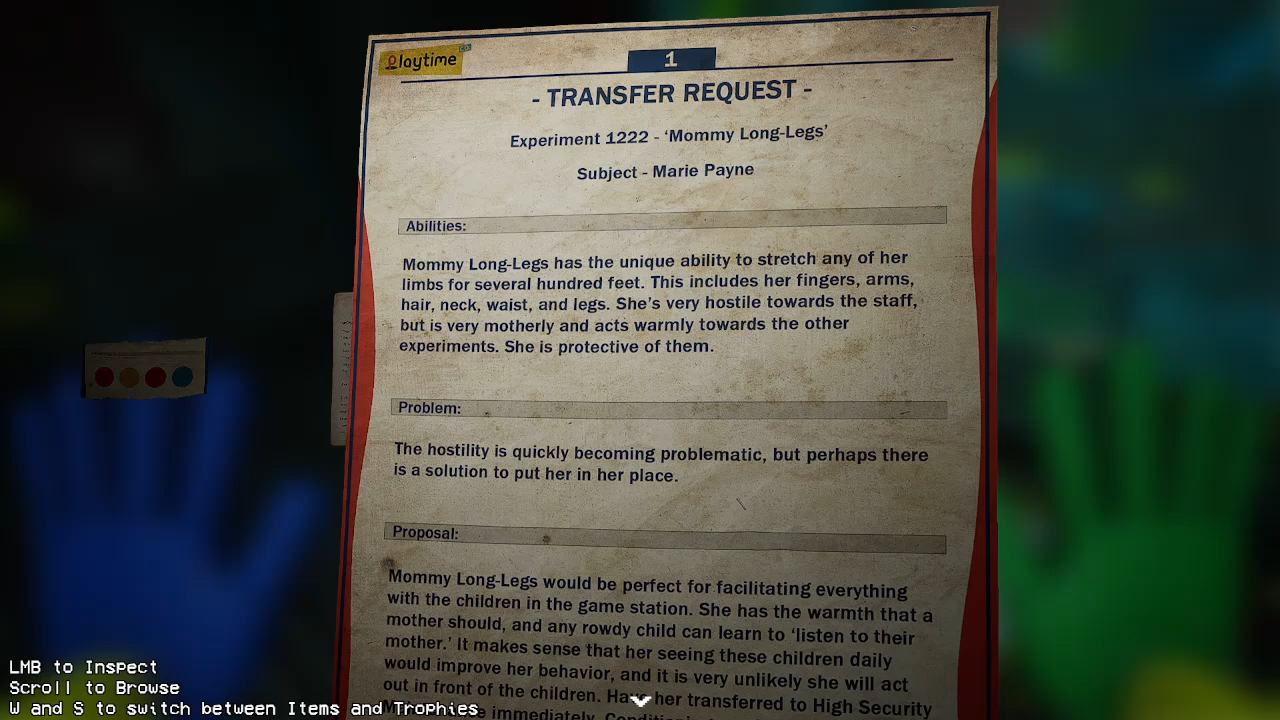 Playtime
CO.
1
- TRANSFER REQUEST -
Experiment 1222 - ‘Mommy Long-Legs’
Subject - Marie Payne
Abilities:
Mommy Long-Legs has the unique ability to stretch any of her
limbs for several hundred feet. This includes her fingers, arms,
hair, neck, waist, and legs. She’s very hostile towards the staff,
but is very motherly and acts warmly towards the other
experiments. She is protective of them.
Problem:
The hostility is quickly becoming problematic, but perhaps there
is a solution to put her in her place.
Proposal:
Mommy Long-Legs would be perfect for facilitating everything
with the children in the game station. She has the warmth that a
mother should, and any rowdy child can learn to ‘listen to their
mother.’ It makes sense that her seeing these children daily
would improve her behavior, and it is very unlikely she will act
out in front of the children. Have her transferred to High Security
immediately.
LMB to Inspect
Scroll to Browse
W and S to switch between Items and Trophies